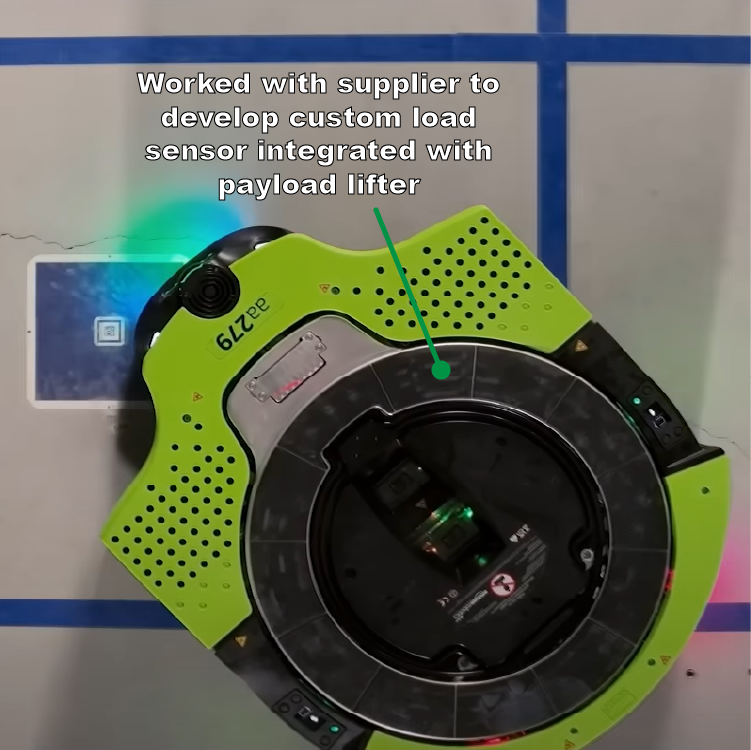 Worked with supplier to
develop custom load
sensor integrated with
payload lifter
aa279